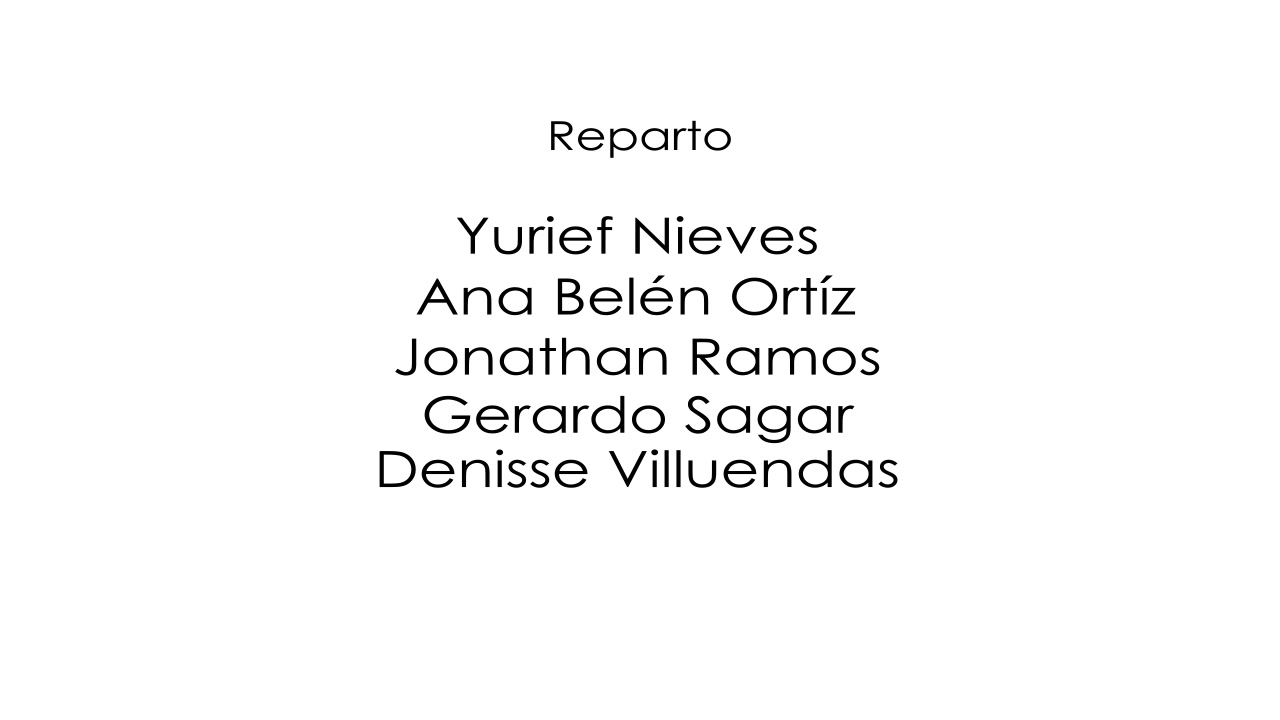 Reparto
Yurief Nieves
Ana Belén Ortíz
Jonathan Ramos
Gerardo Sagar
Denisse Villuendas